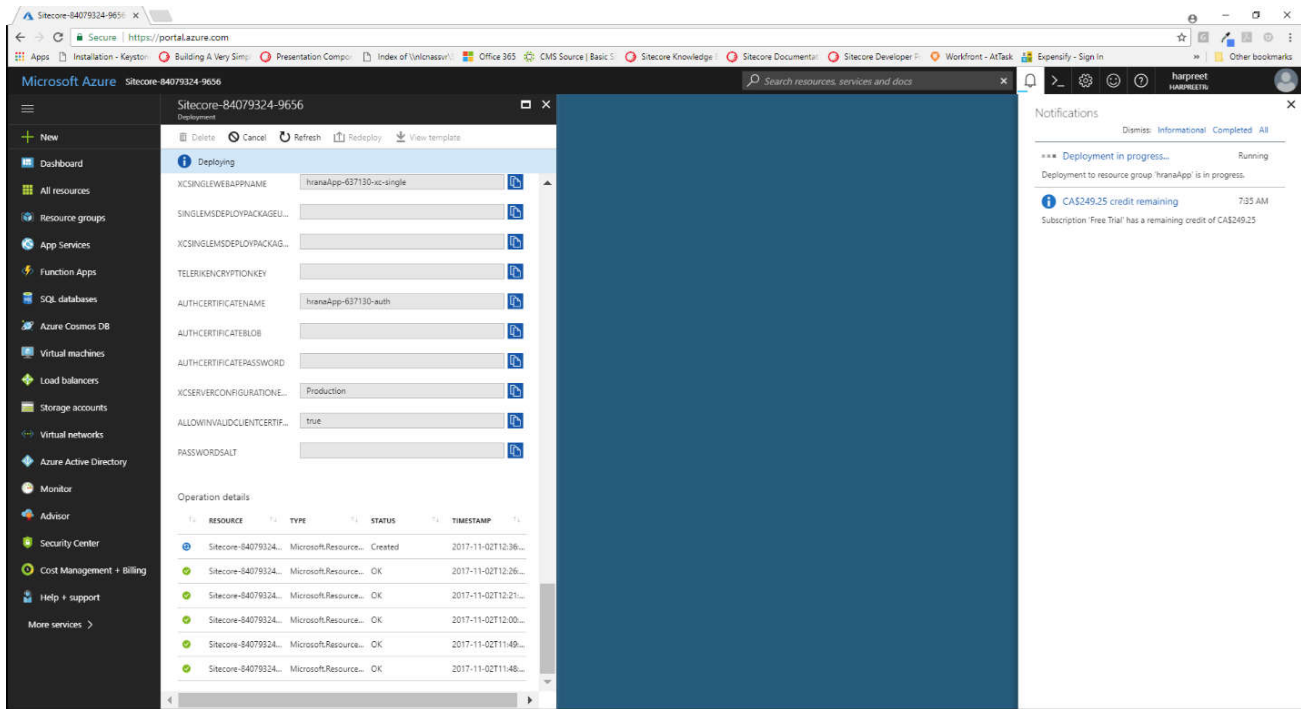 Sitecore-84079324-9656
Secure | https://portal.azure.com
Apps Installation - Keyston Building A Very Simp Presentation Compo Index of \\nlcnassvr\ Office 365 CMS Source | Basic S Sitecore Knowledge Sitecore Documentat Sitecore Developer P Workfront - AtTask Expensify - Sign In » Other bookmarks
Microsoft Azure Sitecore-84079324-9656
Search resources, services and docs
harpreet
New
Dashboard
All resources
Resource groups
App Services
Function Apps
SQL databases
Azure Cosmos DB
Virtual machines
Load balancers
Storage accounts
Virtual networks
Azure Active Directory
Monitor
Advisor
Security Center
Cost Management + Billing
Help + support
More services >
Sitecore-84079324-9656
Deployment
Delete Cancel Refresh Redeploy View template
Deploying
XCSINGLEWEBAPPNAME hranaApp-637130-xc-single
SINGLEMSDEPLOYPACKAGEU...
XCSINGLEMSDEPLOYPACKAG...
TELERIKENCRYPTIONKEY
AUTHCERTIFICATENAME hranaApp-637130-auth
AUTHCERTIFICATEBLOB
AUTHCERTIFICATEPASSWORD
XCSERVERCONFIGURATIONE... Production
ALLOWINVALIDCLIENTCERTIF... true
PASSWORDSALT
Operation details
RESOURCE TYPE STATUS TIMESTAMP
Sitecore-84079324... Microsoft.Resource... Created 2017-11-02T12:36:...
Sitecore-84079324... Microsoft.Resource... OK 2017-11-02T12:26:...
Sitecore-84079324... Microsoft.Resource... OK 2017-11-02T12:21:...
Sitecore-84079324... Microsoft.Resource... OK 2017-11-02T12:00:...
Sitecore-84079324... Microsoft.Resource... OK 2017-11-02T11:49:...
Sitecore-84079324... Microsoft.Resource... OK 2017-11-02T11:48:...
Notifications
Dismiss: Informational Completed All
Deployment in progress... Running
Deployment to resource group 'hranaApp' is in progress.
CA$249.25 credit remaining 7:35 AM
Subscription 'Free Trial' has a remaining credit of CA$249.25